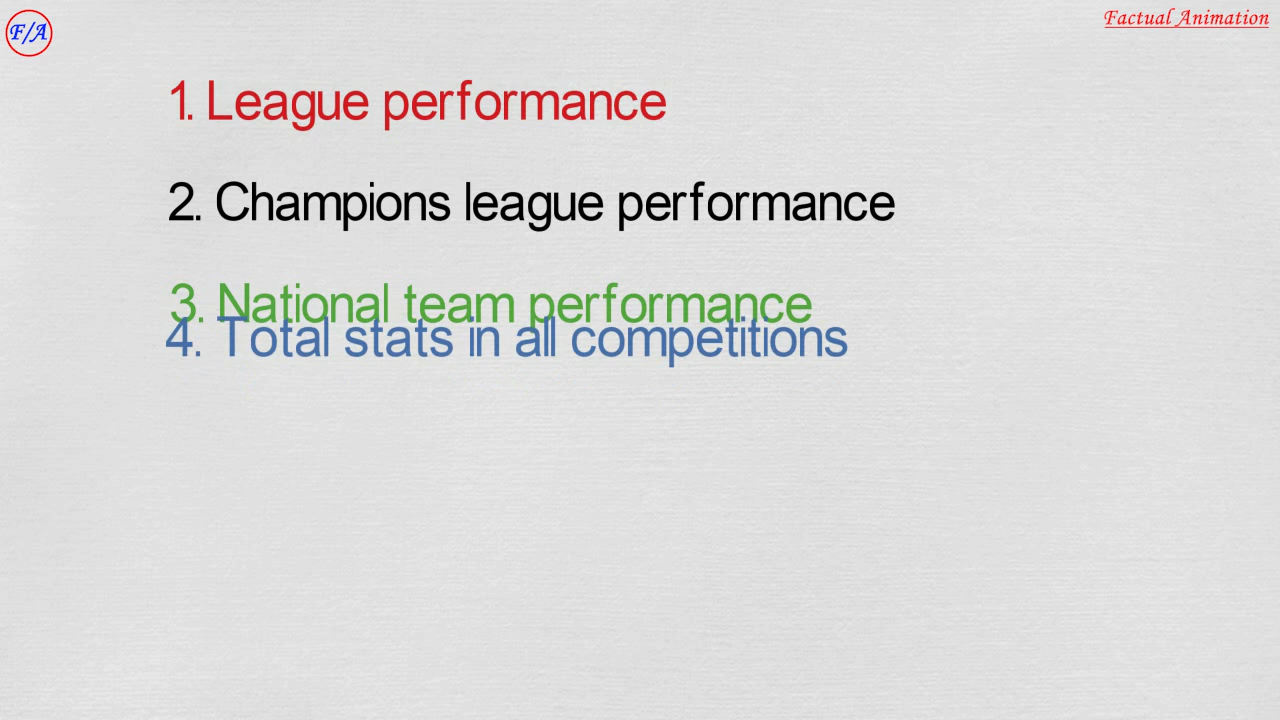 F/A
Factual Animation
1. League performance
2. Champions league performance
3. National team performance
4. Total stats in all competitions